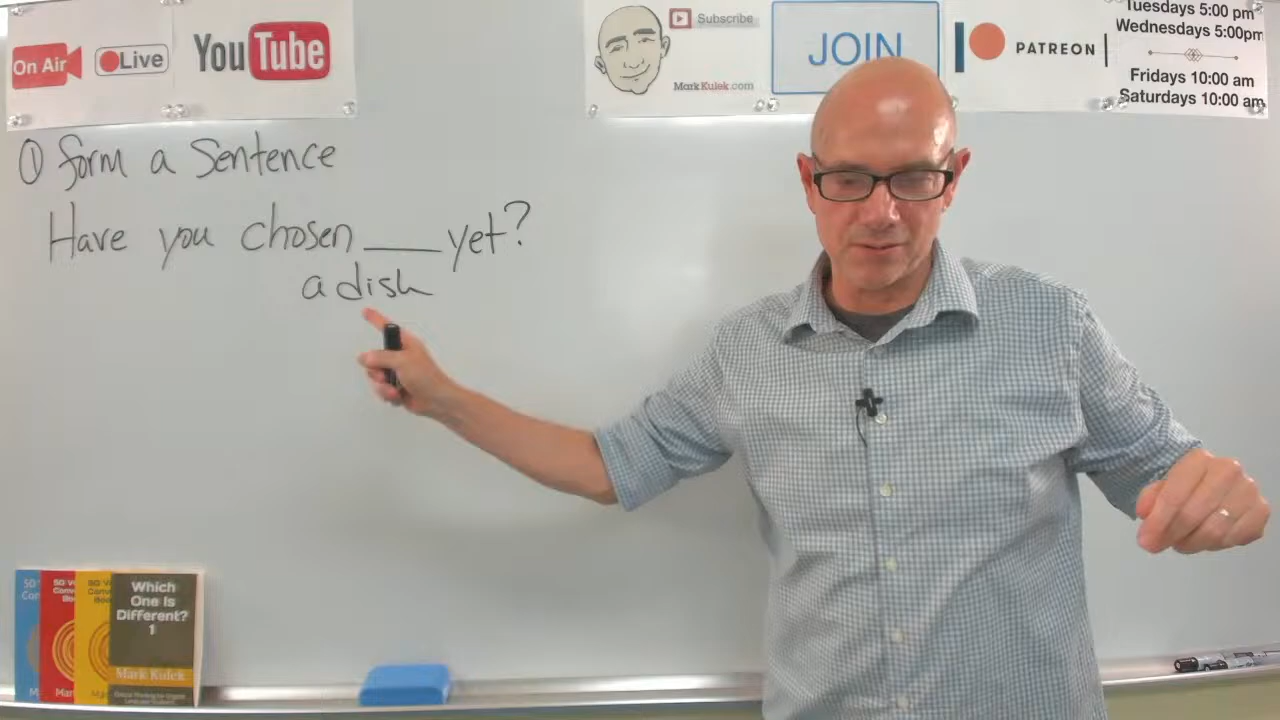 On Air
Live
YouTube
Subscribe
MarkKulek.com
JOIN
PATREON
Tuesdays 5:00 pm
Wednesdays 5:00pm
Fridays 10:00 am
Saturdays 10:00 am
① form a Sentence
Have you chosen ___ yet?
a dish
Which
One Is
Different?
1
Mark Kulek